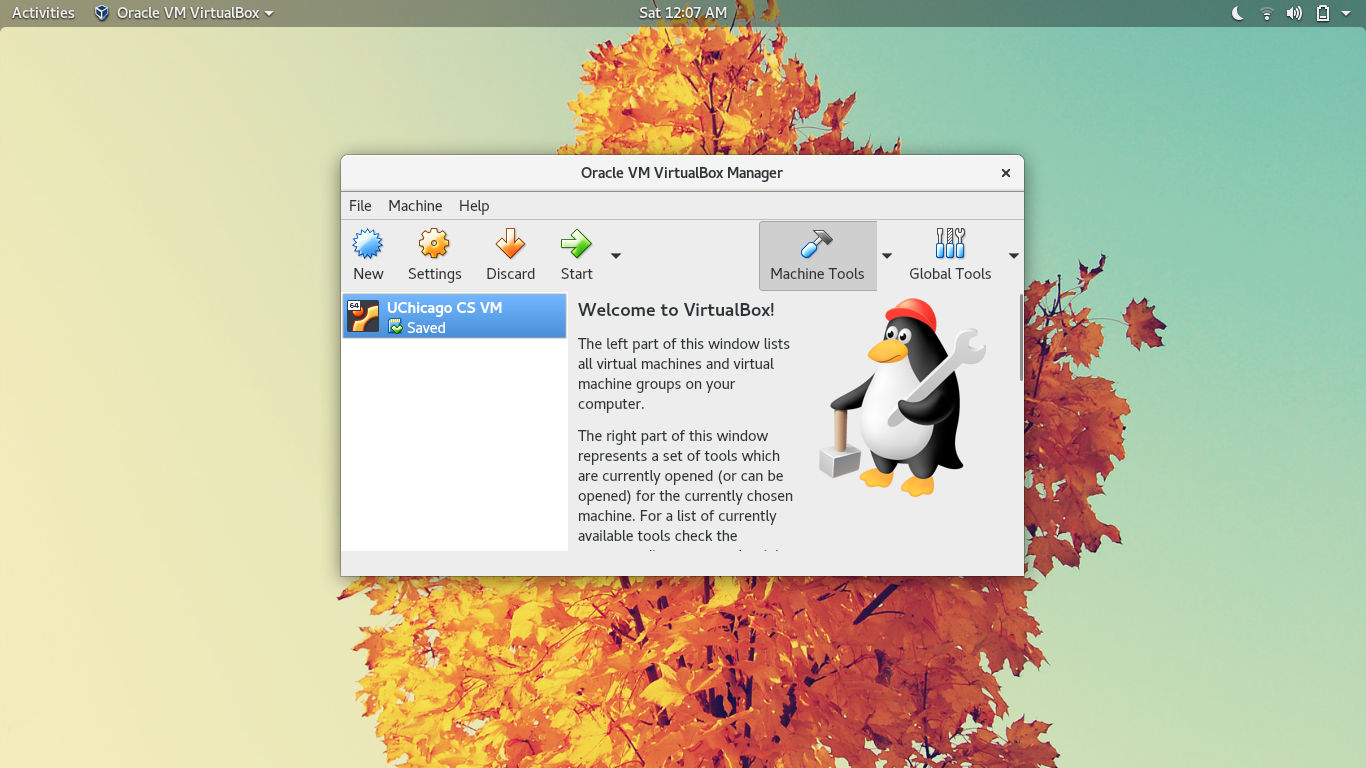 Activities Oracle VM VirtualBox Sat 12:07 AM
Oracle VM VirtualBox Manager
File Machine Help
New Settings Discard Start Machine Tools Global Tools
64
UChicago CS VM
Saved
Welcome to VirtualBox!
The left part of this window lists
all virtual machines and virtual
machine groups on your
computer.
The right part of this window
represents a set of tools which
are currently opened (or can be
opened) for the currently chosen
machine. For a list of currently
available tools check the